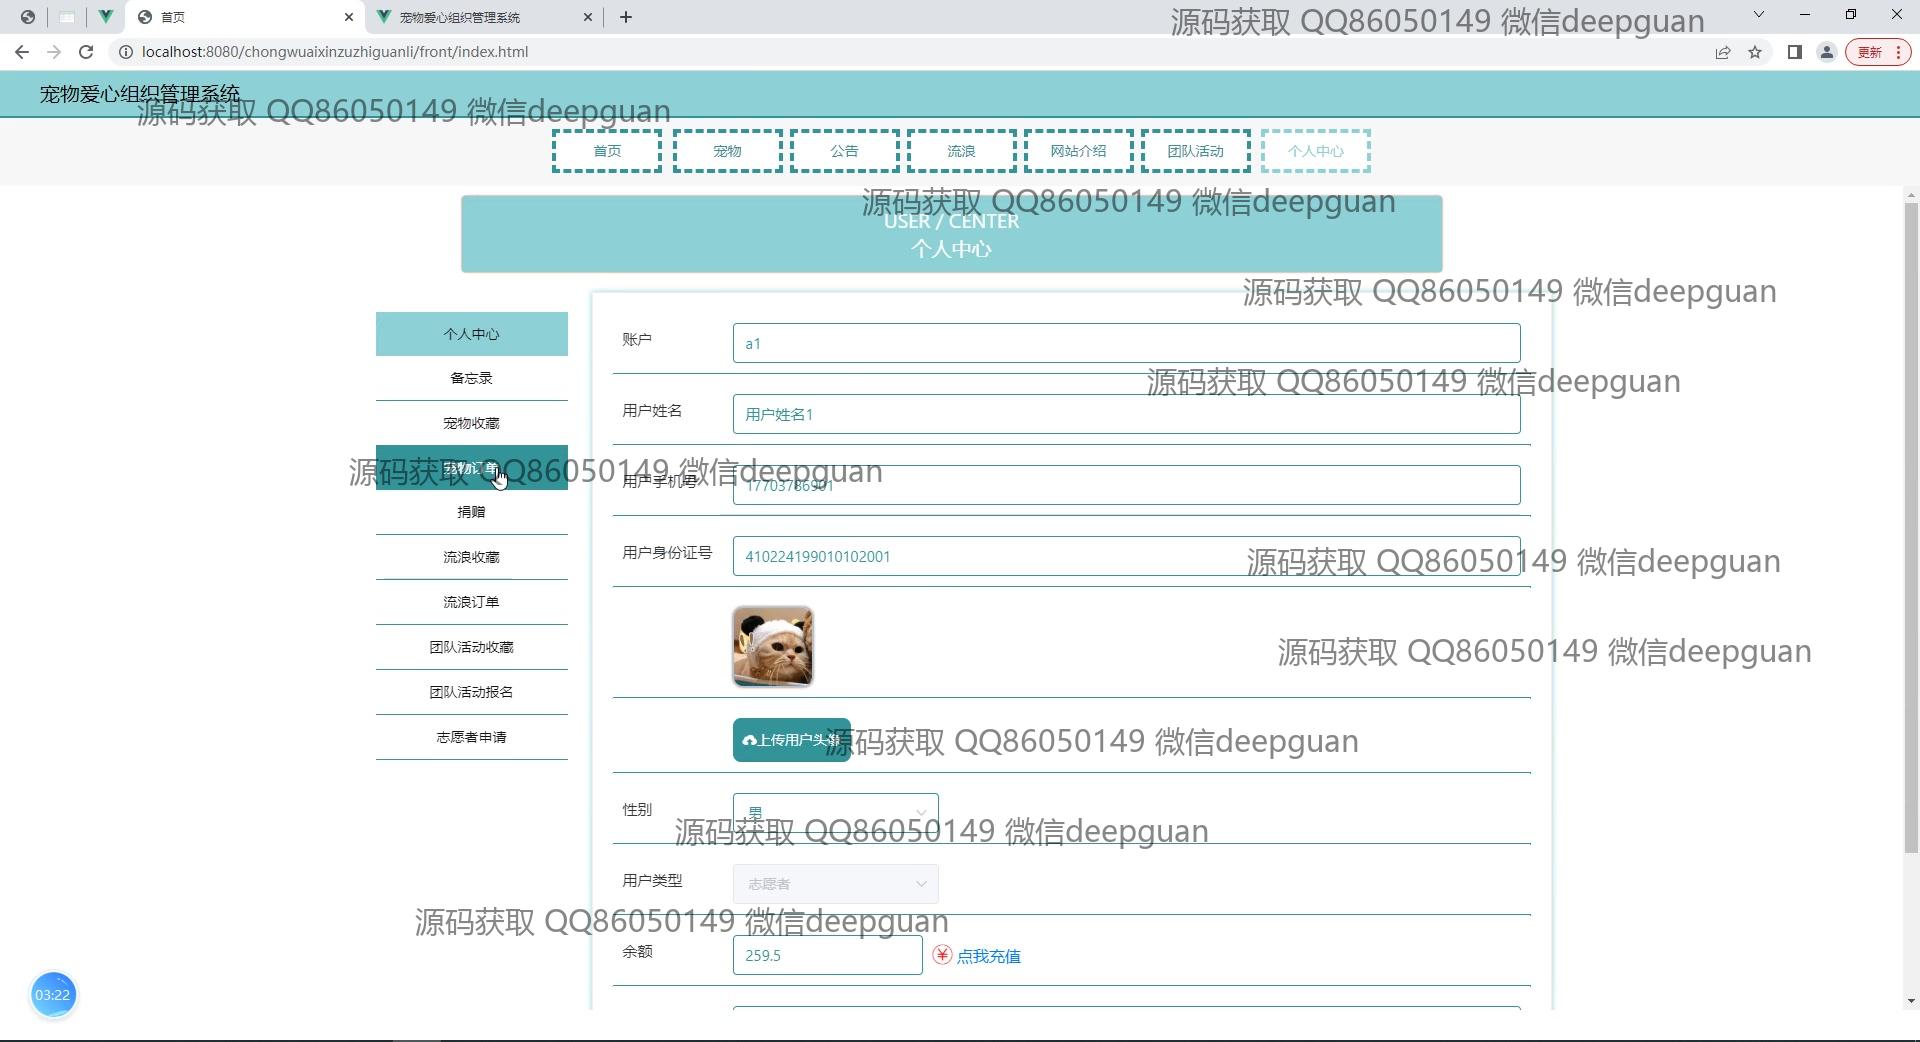 首页
宠物爱心组织管理系统
源码获取 QQ86050149 微信deepguan
localhost:8080/chongwuaixinzuzhiguanli/front/index.html
更新
宠物爱心组织管理系统
源码获取 QQ86050149 微信deepguan
首页
宠物
公告
流浪
网站介绍
团队活动
个人中心
源码获取 QQ86050149 微信deepguan
USER / CENTER
个人中心
源码获取 QQ86050149 微信deepguan
个人中心
备忘录
宠物收藏
宠物订单
捐赠
流浪收藏
流浪订单
团队活动收藏
团队活动报名
志愿者申请
账户
a1
源码获取 QQ86050149 微信deepguan
用户姓名
用户姓名1
源码获取 QQ86050149 微信deepguan
用户手机号
17703786901
用户身份证号
410224199010102001
源码获取 QQ86050149 微信deepguan
源码获取 QQ86050149 微信deepguan
上传用户头像
源码获取 QQ86050149 微信deepguan
性别
男
源码获取 QQ86050149 微信deepguan
用户类型
志愿者
源码获取 QQ86050149 微信deepguan
余额
259.5
点我充值
03:22